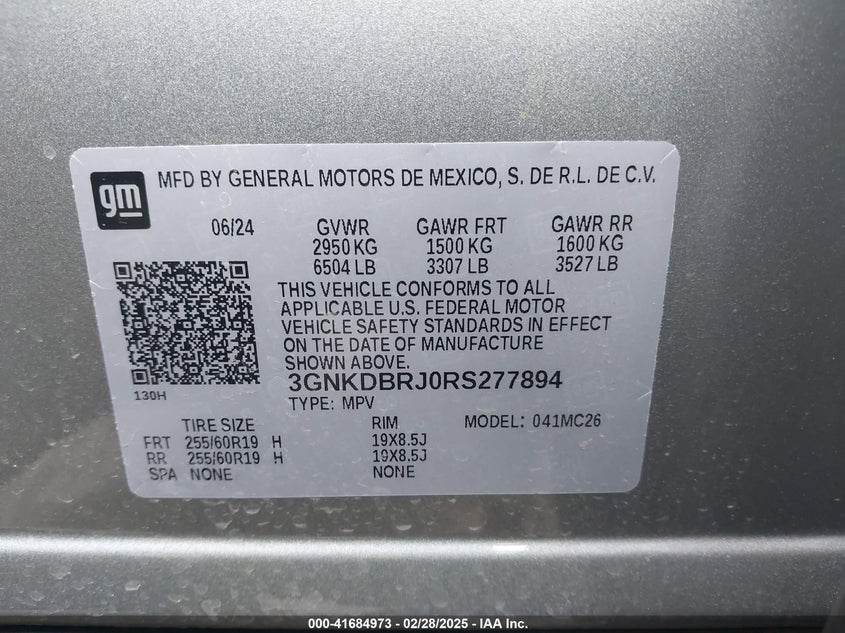 gm
MFD BY GENERAL MOTORS DE MEXICO, S. DE R.L. DE C.V.
06/24 GVWR GAWR FRT GAWR RR
2950 KG 1500 KG 1600 KG
6504 LB 3307 LB 3527 LB
THIS VEHICLE CONFORMS TO ALL
APPLICABLE U.S. FEDERAL MOTOR
VEHICLE SAFETY STANDARDS IN EFFECT
ON THE DATE OF MANUFACTURE
SHOWN ABOVE.
3GNKDBRJ0RS277894
130H
TYPE: MPV
TIRE SIZE RIM MODEL: 041MC26
FRT 255/60R19 H 19X8.5J
RR 255/60R19 H 19X8.5J
SPA NONE NONE
000-41684973 - 02/28/2025 - IAA Inc.